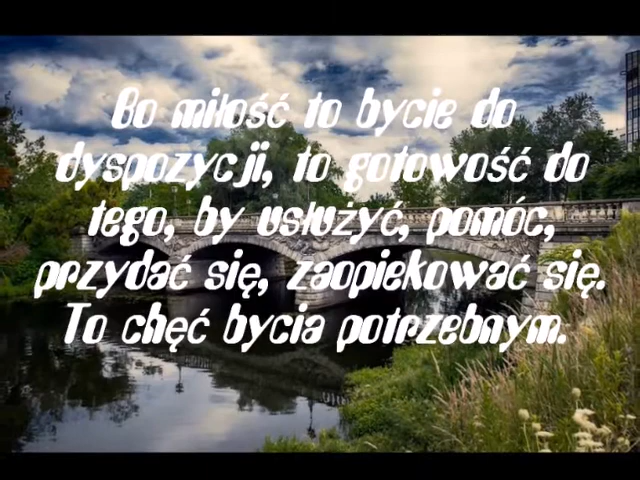 Bo miłość to bycie do
dyspozycji, to gotowość do
tego, by usłużyć, pomóc,
przydać się, zaopiekować się.
To chęć bycia potrzebnym.